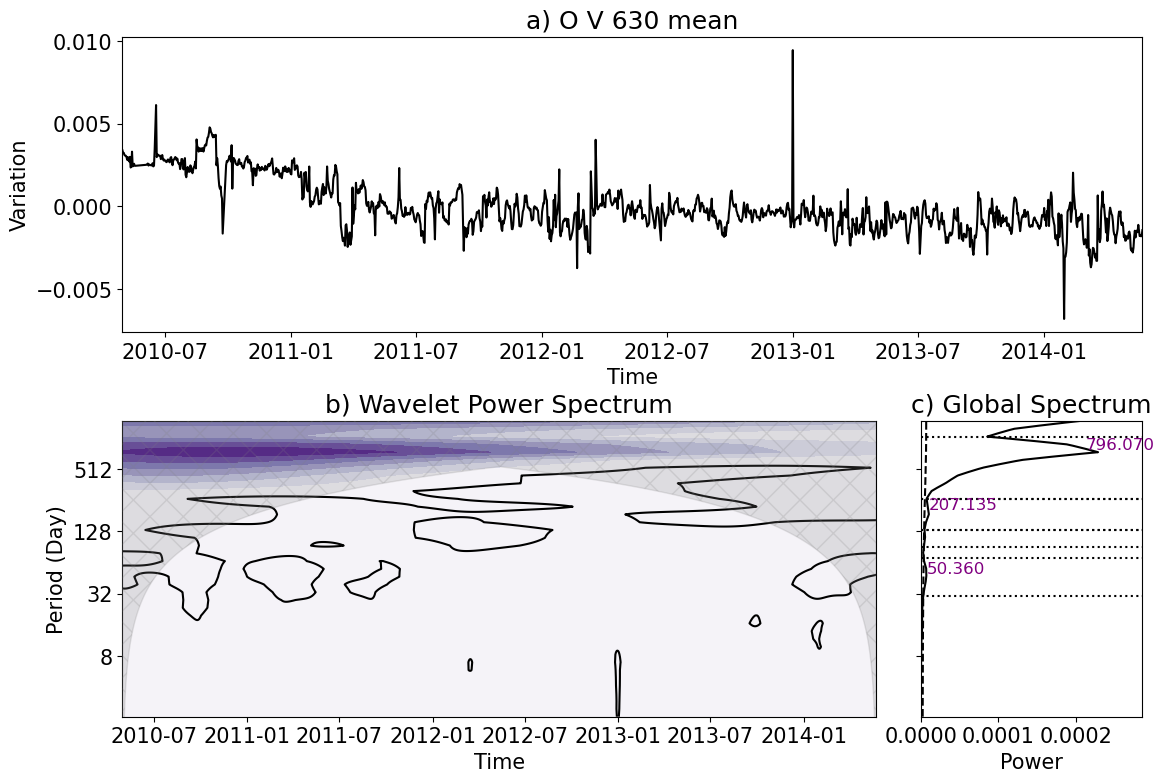 a) O V 630 mean
0.010
0.005
0.000
−0.005
Variation
2010-07 2011-01 2011-07 2012-01 2012-07 2013-01 2013-07 2014-01
Time
b) Wavelet Power Spectrum
512
128
32
8
Period (Day)
2010-07 2011-01 2011-07 2012-01 2012-07 2013-01 2013-07 2014-01
Time
c) Global Spectrum
796.070
207.135
50.360
0.0000 0.0001 0.0002
Power